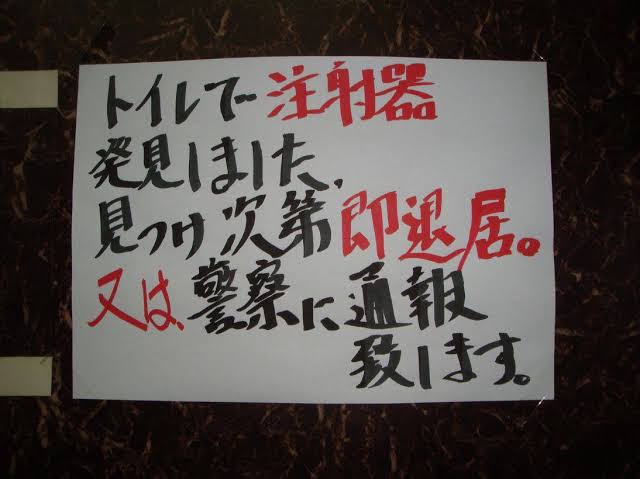 トイレで注射器
発見しました、
見つけ次第即退居。
又は、警察に通報
致します。